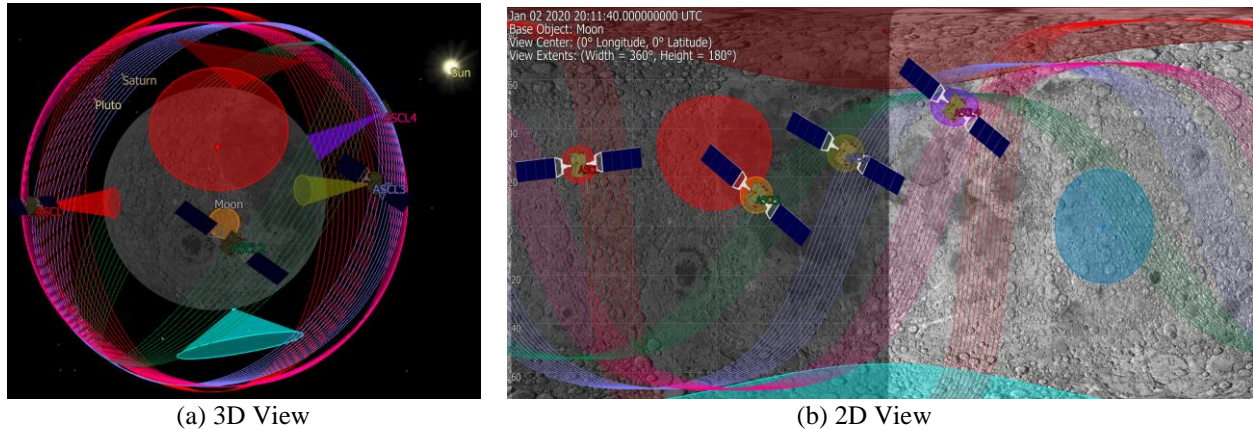 Saturn
Pluto
Sun
ASCL4
ASCL3
Moon
Jan 02 2020 20:11:40.000000000 UTC
Base Object: Moon
View Center: (0° Longitude, 0° Latitude)
View Extents: (Width = 360°, Height = 180°)
(a) 3D View
(b) 2D View